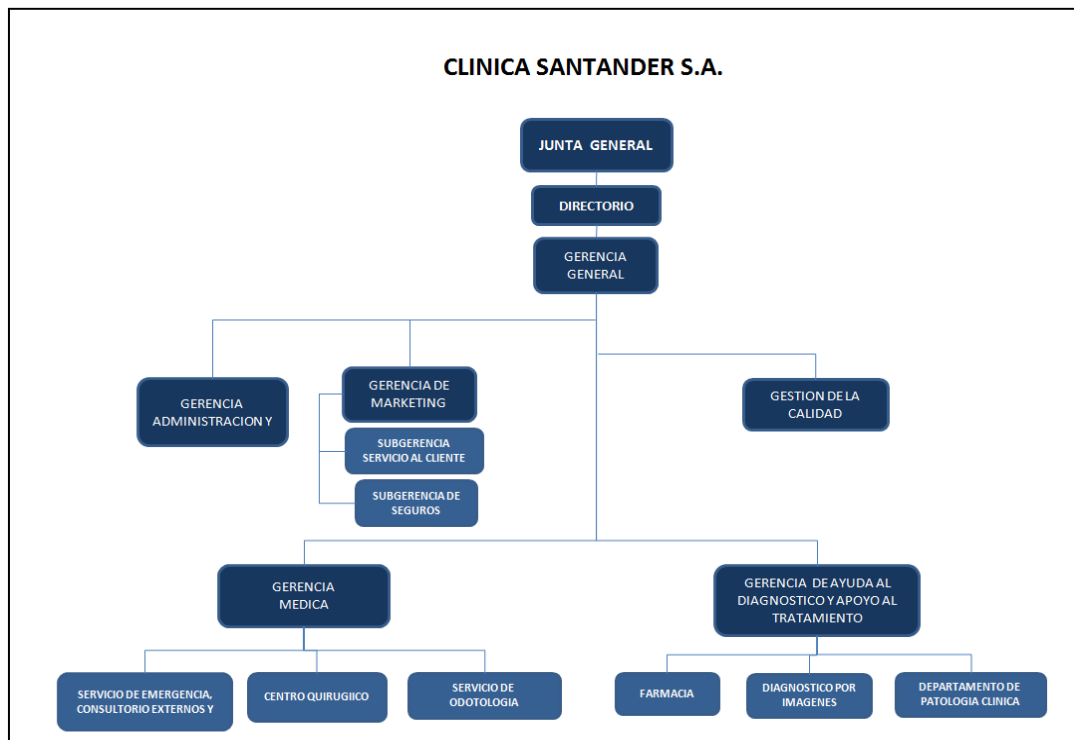 CLINICA SANTANDER S.A.
JUNTA GENERAL
DIRECTORIO
GERENCIA
GENERAL
GERENCIA
ADMINISTRACION Y
GERENCIA DE
MARKETING
SUBGERENCIA
SERVICIO AL CLIENTE
SUBGERENCIA DE
SEGUROS
GESTION DE LA
CALIDAD
GERENCIA
MEDICA
GERENCIA DE AYUDA AL
DIAGNOSTICO Y APOYO AL
TRATAMIENTO
SERVICIO DE EMERGENCIA,
CONSULTORIO EXTERNOS Y
CENTRO QUIRUGIICO
SERVICIO DE
ODOTOLOGIA
FARMACIA
DIAGNOSTICO POR
IMAGENES
DEPARTAMENTO DE
PATOLOGIA CLINICA